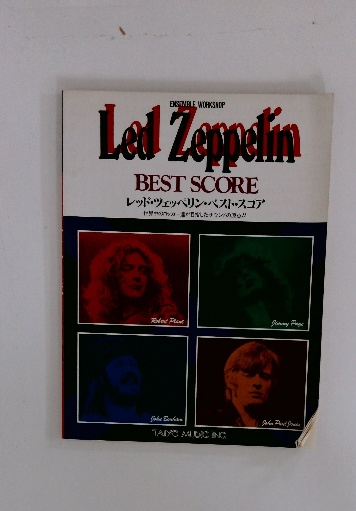 ENSEMBLE WORKSHOP
Led Zeppelin
BEST SCORE
レッド・ツェッペリン・ベスト・スコア
Robert Plant
Jimmy Page
John Bonham
John Paul Jones
TAIYO MUSIC INC.